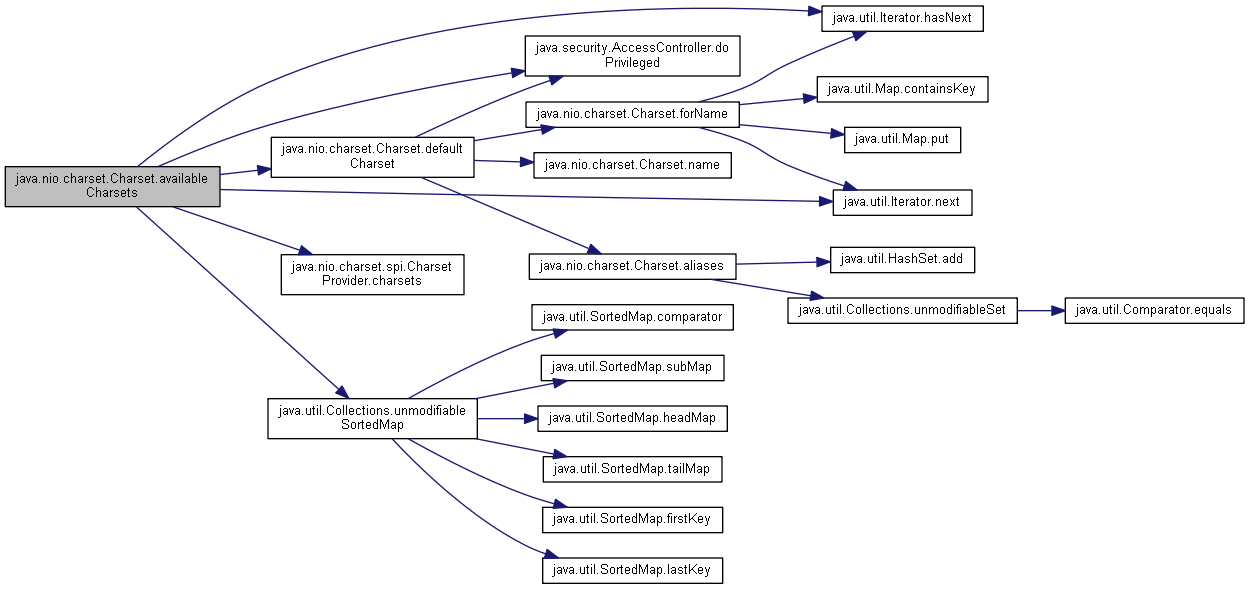 java.util.Iterator.hasNext
java.security.AccessController.do
Privileged
java.util.Map.containsKey
java.nio.charset.Charset.forName
java.util.Map.put
java.nio.charset.Charset.default
Charset
java.nio.charset.Charset.name
java.nio.charset.Charset.available
Charsets
java.util.Iterator.next
java.nio.charset.Charset.aliases
java.util.HashSet.add
java.nio.charset.spi.Charset
Provider.charsets
java.util.Collections.unmodifiableSet
java.util.Comparator.equals
java.util.SortedMap.comparator
java.util.SortedMap.subMap
java.util.Collections.unmodifiable
SortedMap
java.util.SortedMap.headMap
java.util.SortedMap.tailMap
java.util.SortedMap.firstKey
java.util.SortedMap.lastKey